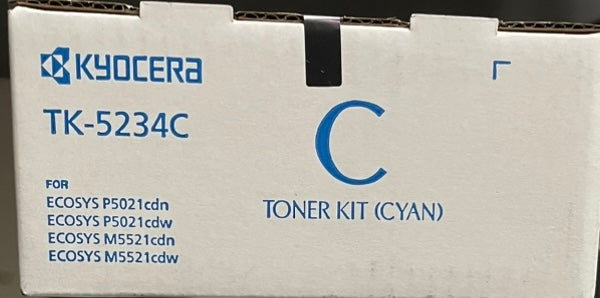 KYOCERA
TK-5234C
C
TONER KIT (CYAN)
FOR
ECOSYS P5021cdn
ECOSYS P5021cdw
ECOSYS M5521cdn
ECOSYS M5521cdw